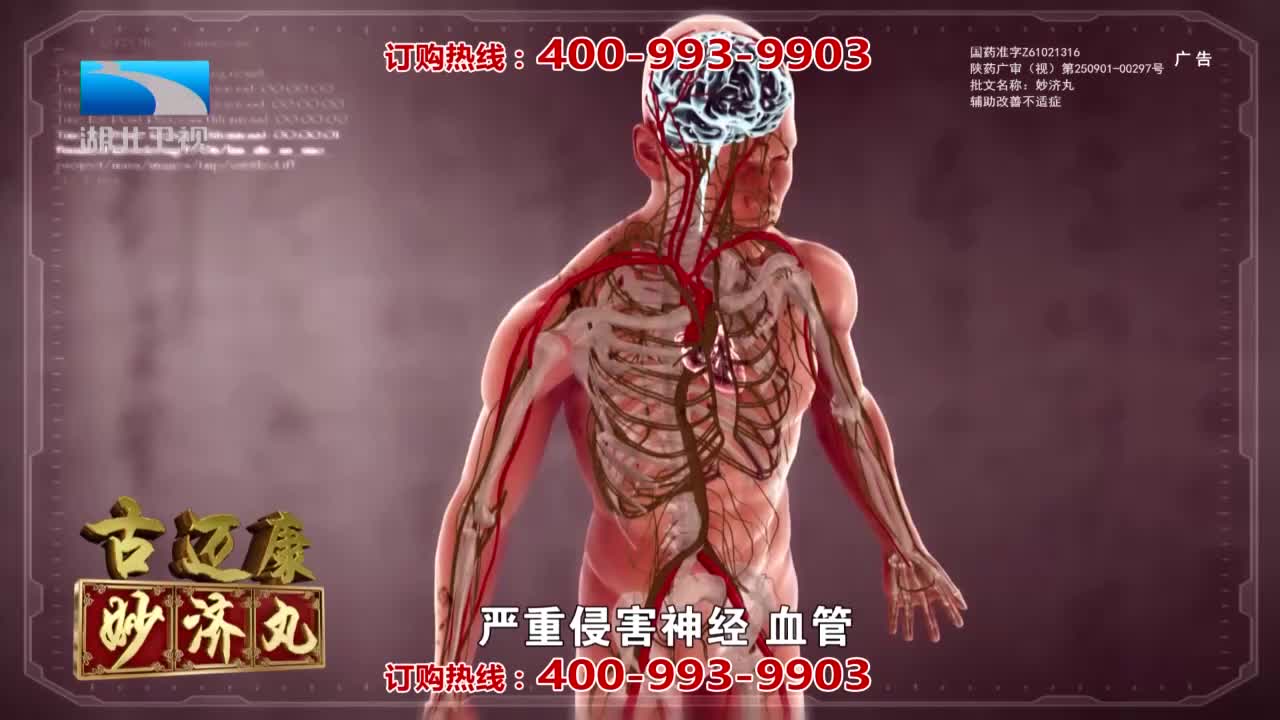 订购热线：400-993-9903
国药准字Z61021316
陕药广审（视）第250901-00297号
批文名称：妙济丸
辅助改善不适症
广告
湖北卫视
古迈康
妙济丸
严重侵害神经 血管
订购热线：400-993-9903